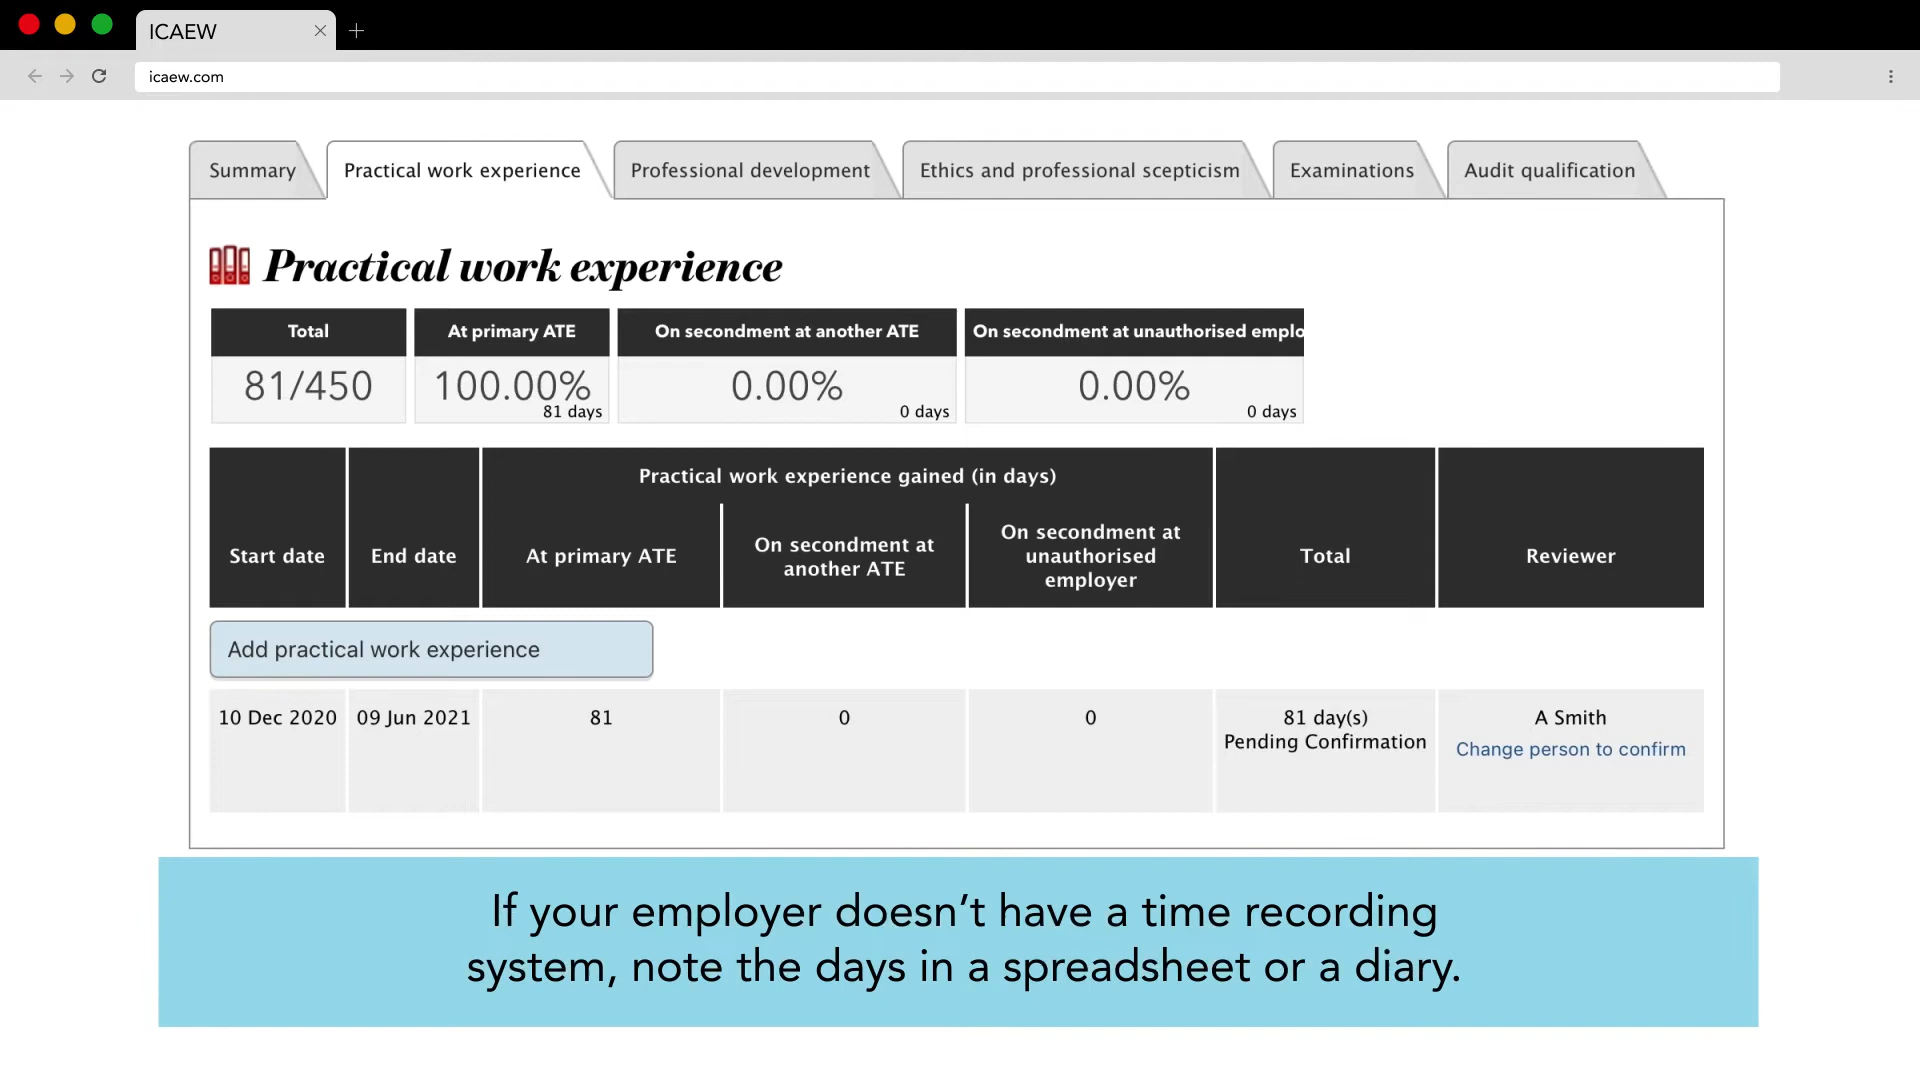 ICAEW
icaew.com
Summary
Practical work experience
Professional development
Ethics and professional scepticism
Examinations
Audit qualification
Practical work experience
Total
At primary ATE
On secondment at another ATE
On secondment at unauthorised emplo
81/450
100.00%
81 days
0.00%
0 days
0.00%
0 days
Practical work experience gained (in days)
Start date
End date
At primary ATE
On secondment at
another ATE
On secondment at
unauthorised
employer
Total
Reviewer
Add practical work experience
10 Dec 2020
09 Jun 2021
81
0
0
81 day(s)
Pending Confirmation
A Smith
Change person to confirm
If your employer doesn’t have a time recording
system, note the days in a spreadsheet or a diary.